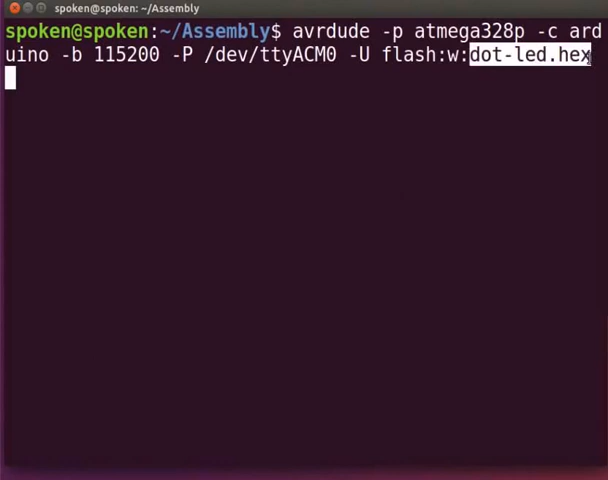 spoken@spoken: ~/Assembly
spoken@spoken:~/Assembly$ avrdude -p atmega328p -c ard
uino -b 115200 -P /dev/ttyACM0 -U flash:w:dot-led.hex